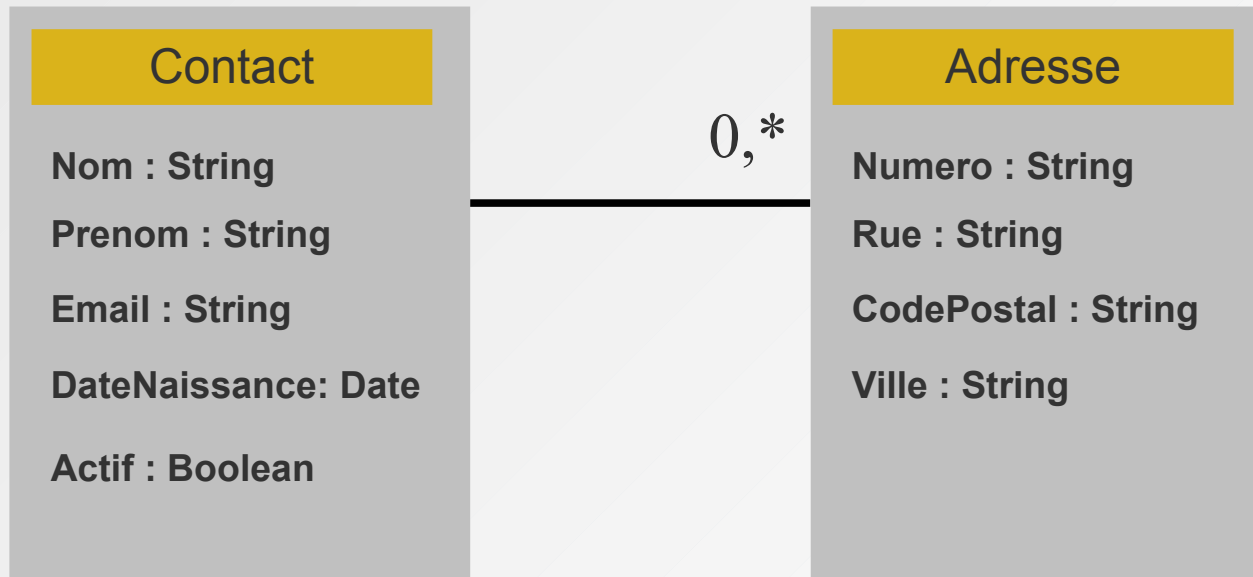 Contact
Nom : String
Prenom : String
Email : String
DateNaissance: Date
Actif : Boolean
0,*
Adresse
Numero : String
Rue : String
CodePostal : String
Ville : String